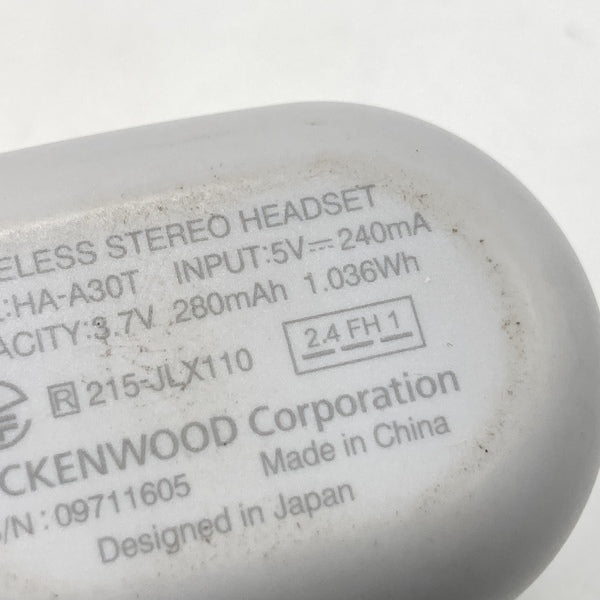 ELESS STEREO HEADSET
:HA-A30T INPUT:5V⎓240mA
ACITY:3.7V 280mAh 1.036Wh
R 215-JLX110 2.4 FH 1
CKENWOOD Corporation
/N : 09711605 Made in China
Designed in Japan